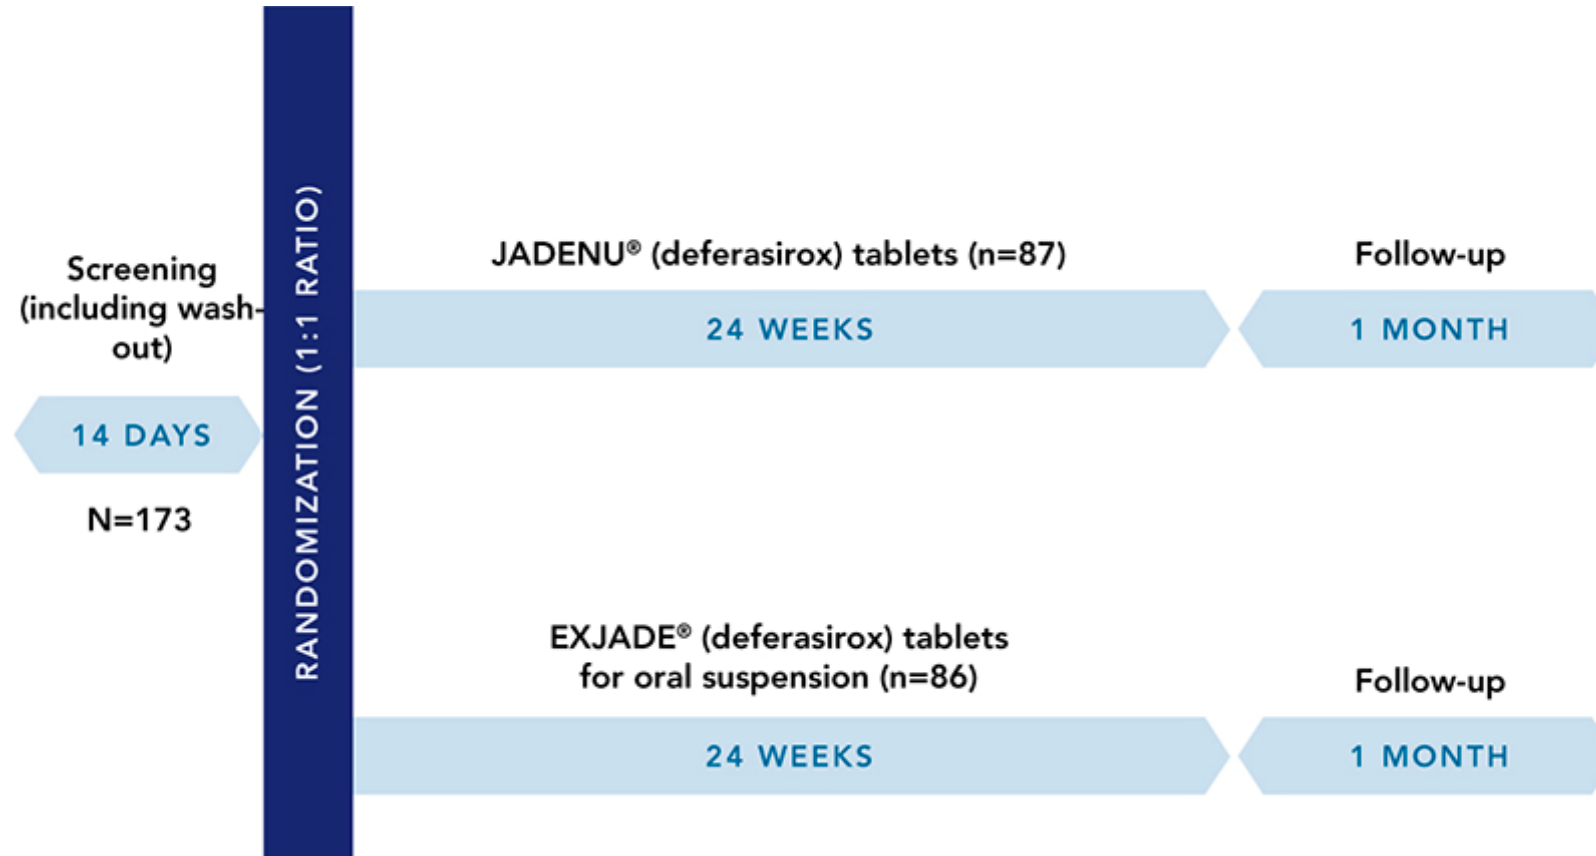 Screening
(including wash-
out)
14 DAYS
N=173
RANDOMIZATION (1:1 RATIO)
JADENU® (deferasirox) tablets (n=87)
24 WEEKS
Follow-up
1 MONTH
EXJADE® (deferasirox) tablets
for oral suspension (n=86)
24 WEEKS
Follow-up
1 MONTH